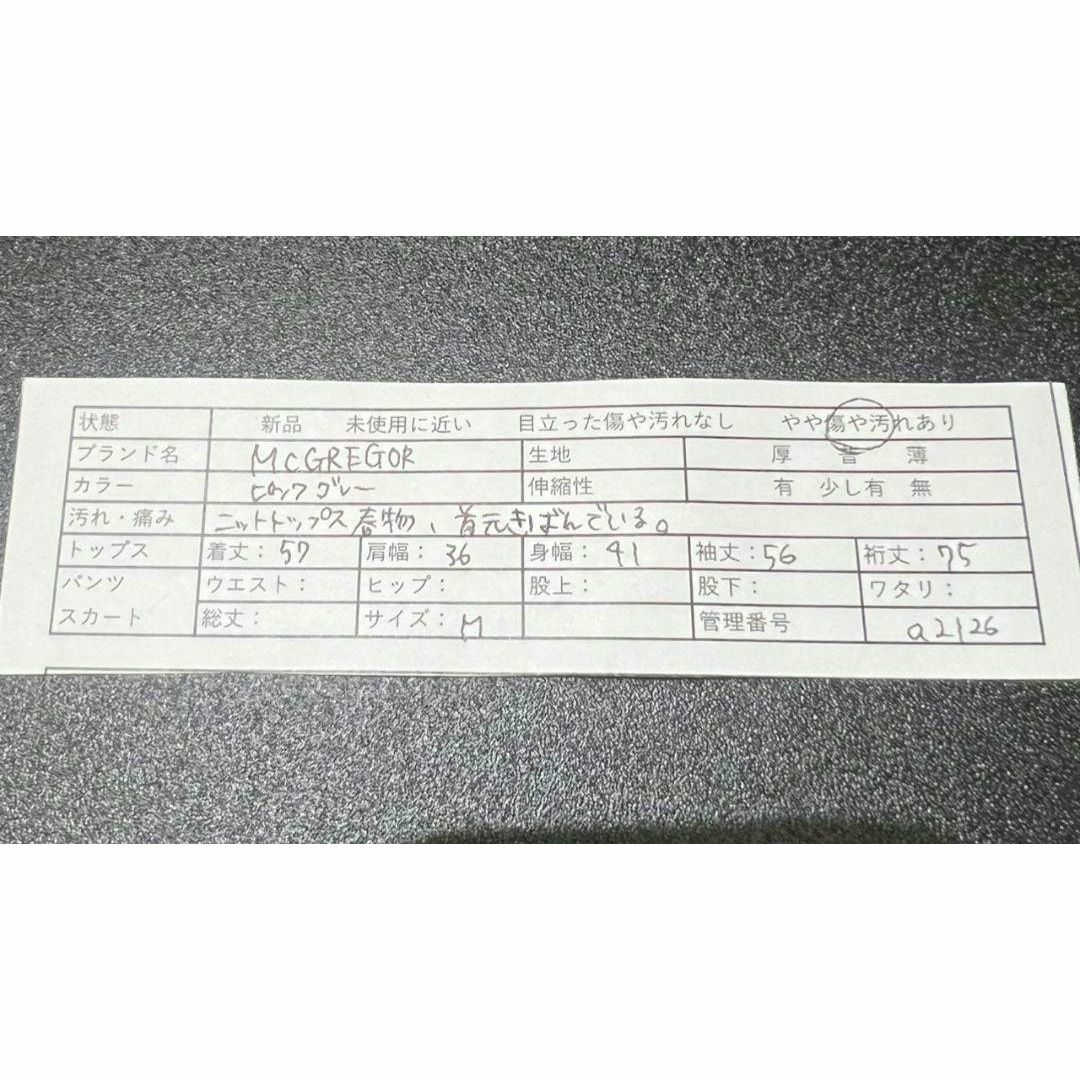 状態 新品 未使用に近い 目立った傷や汚れなし やや傷や汚れあり
ブランド名 McGREGOR 生地 厚 普 薄
カラー ピンクグレー 伸縮性 有 少し有 無
汚れ・痛み ニットトップス春物、首元きばんでいる。
トップス 着丈：57 肩幅：36 身幅：41 袖丈：56 裄丈：75
パンツ ウエスト： ヒップ： 股上： 股下： ワタリ：
スカート 総丈： サイズ：M 管理番号 a2126